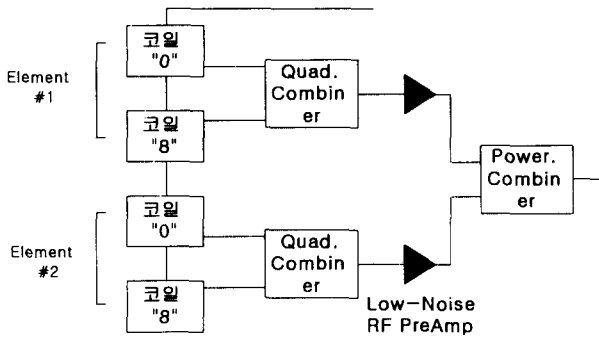 코일
"0"
Element
#1
Quad.
Combin
er
코일
"8"
Power.
Combin
er
코일
"0"
Element
#2
Quad.
Combin
er
코일
"8"
Low-Noise
RF PreAmp